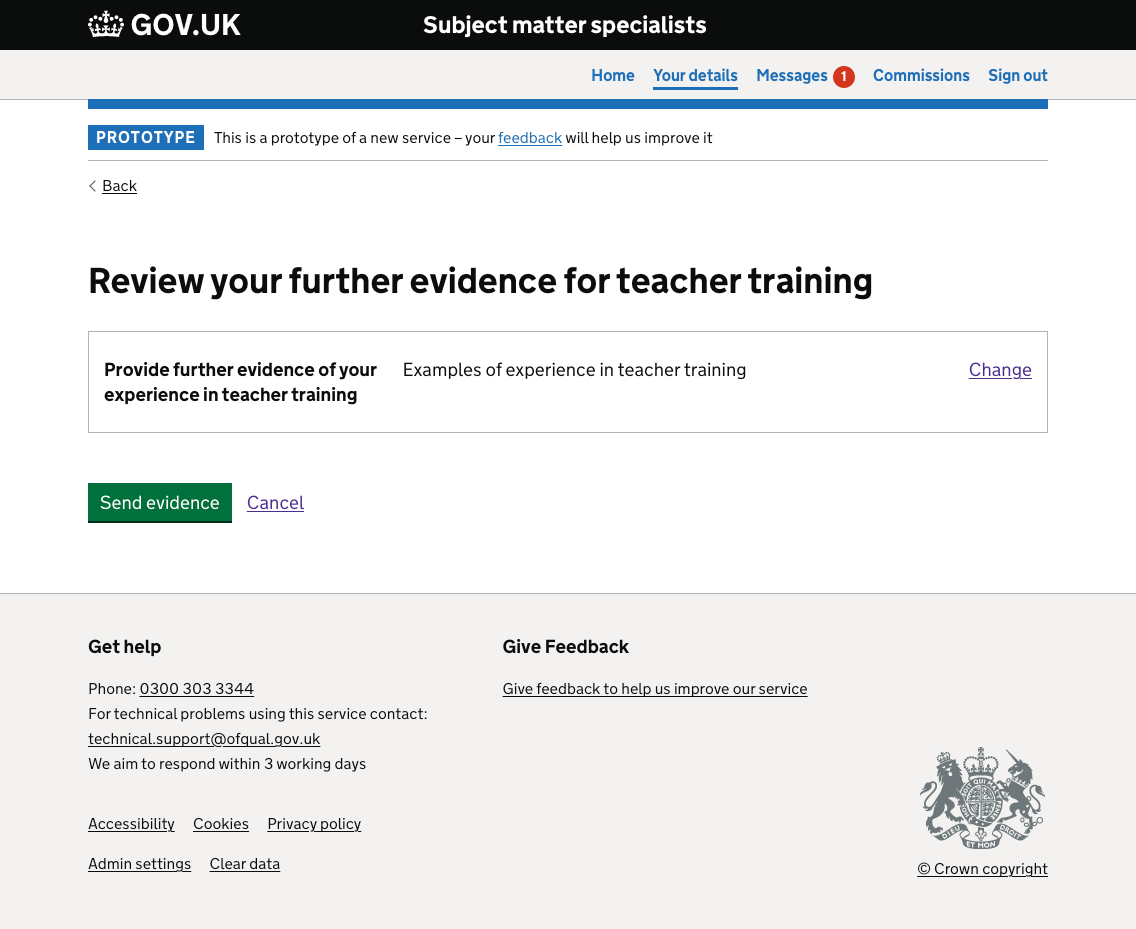 GOV.UK
Subject matter specialists
Home Your details Messages 1 Commissions Sign out
PROTOTYPE This is a prototype of a new service – your feedback will help us improve it
Back
Review your further evidence for teacher training
Provide further evidence of your
experience in teacher training
Examples of experience in teacher training
Change
Send evidence Cancel
Get help
Phone: 0300 303 3344
For technical problems using this service contact:
technical.support@ofqual.gov.uk
We aim to respond within 3 working days
Give Feedback
Give feedback to help us improve our service
Accessibility Cookies Privacy policy
Admin settings Clear data
DIEU ET MON DROIT
© Crown copyright